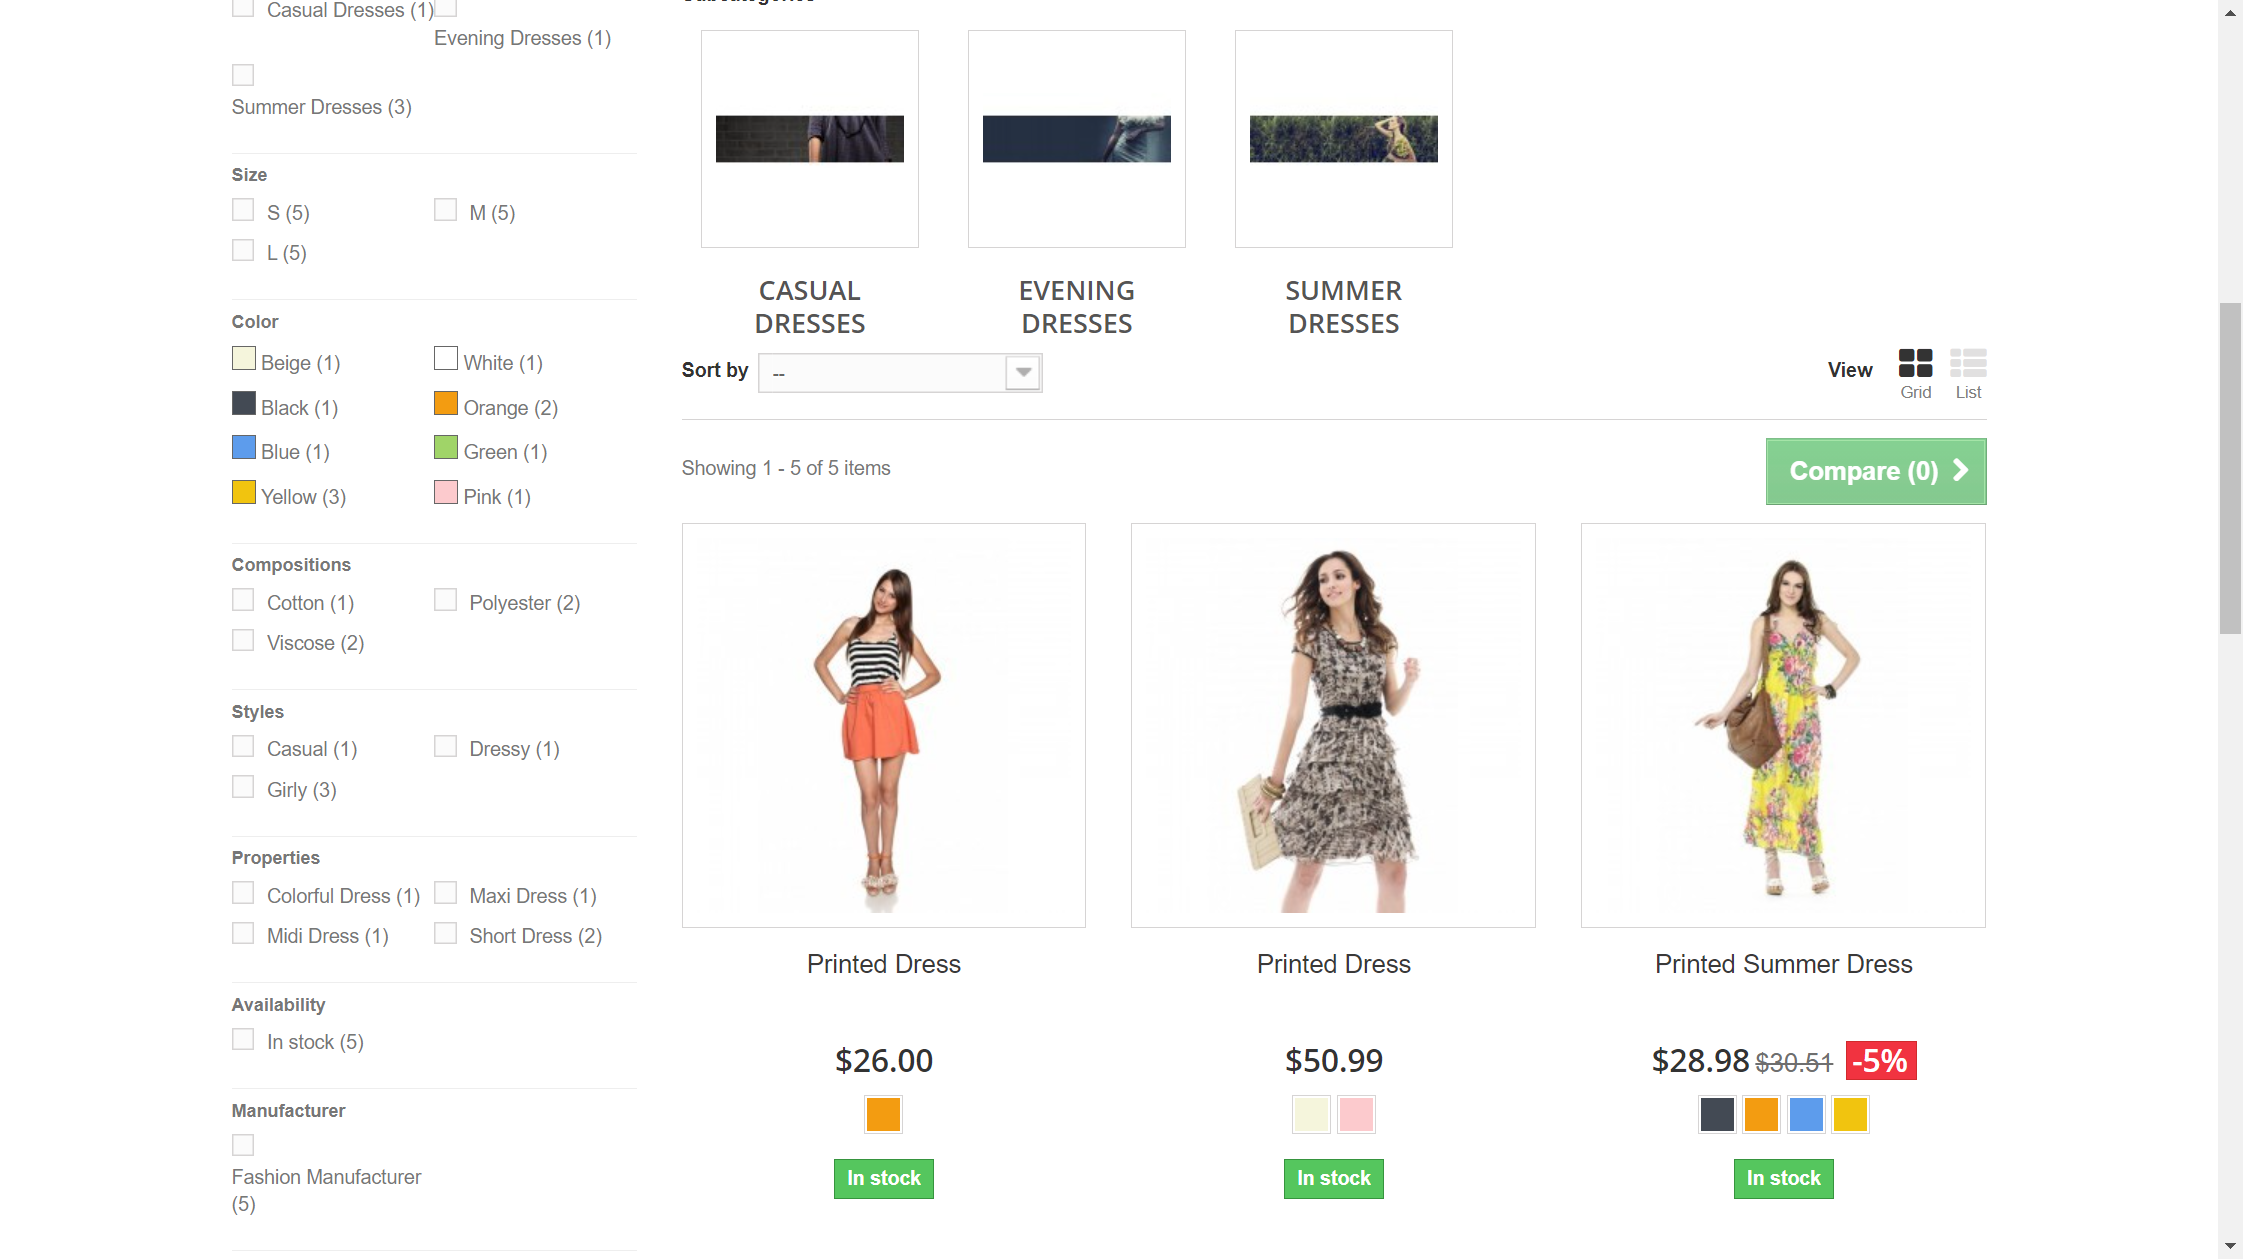 Casual Dresses (1)
Evening Dresses (1)
Summer Dresses (3)
Size
S (5)
M (5)
L (5)
Color
Beige (1)
White (1)
Black (1)
Orange (2)
Blue (1)
Green (1)
Yellow (3)
Pink (1)
Compositions
Cotton (1)
Polyester (2)
Viscose (2)
Styles
Casual (1)
Dressy (1)
Girly (3)
Properties
Colorful Dress (1)
Maxi Dress (1)
Midi Dress (1)
Short Dress (2)
Availability
In stock (5)
Manufacturer
Fashion Manufacturer
(5)
CASUAL
DRESSES
EVENING
DRESSES
SUMMER
DRESSES
Sort by
--
View
Grid
List
Showing 1 - 5 of 5 items
Compare (0)
Printed Dress
$26.00
In stock
Printed Dress
$50.99
In stock
Printed Summer Dress
$28.98 $30.51 -5%
In stock